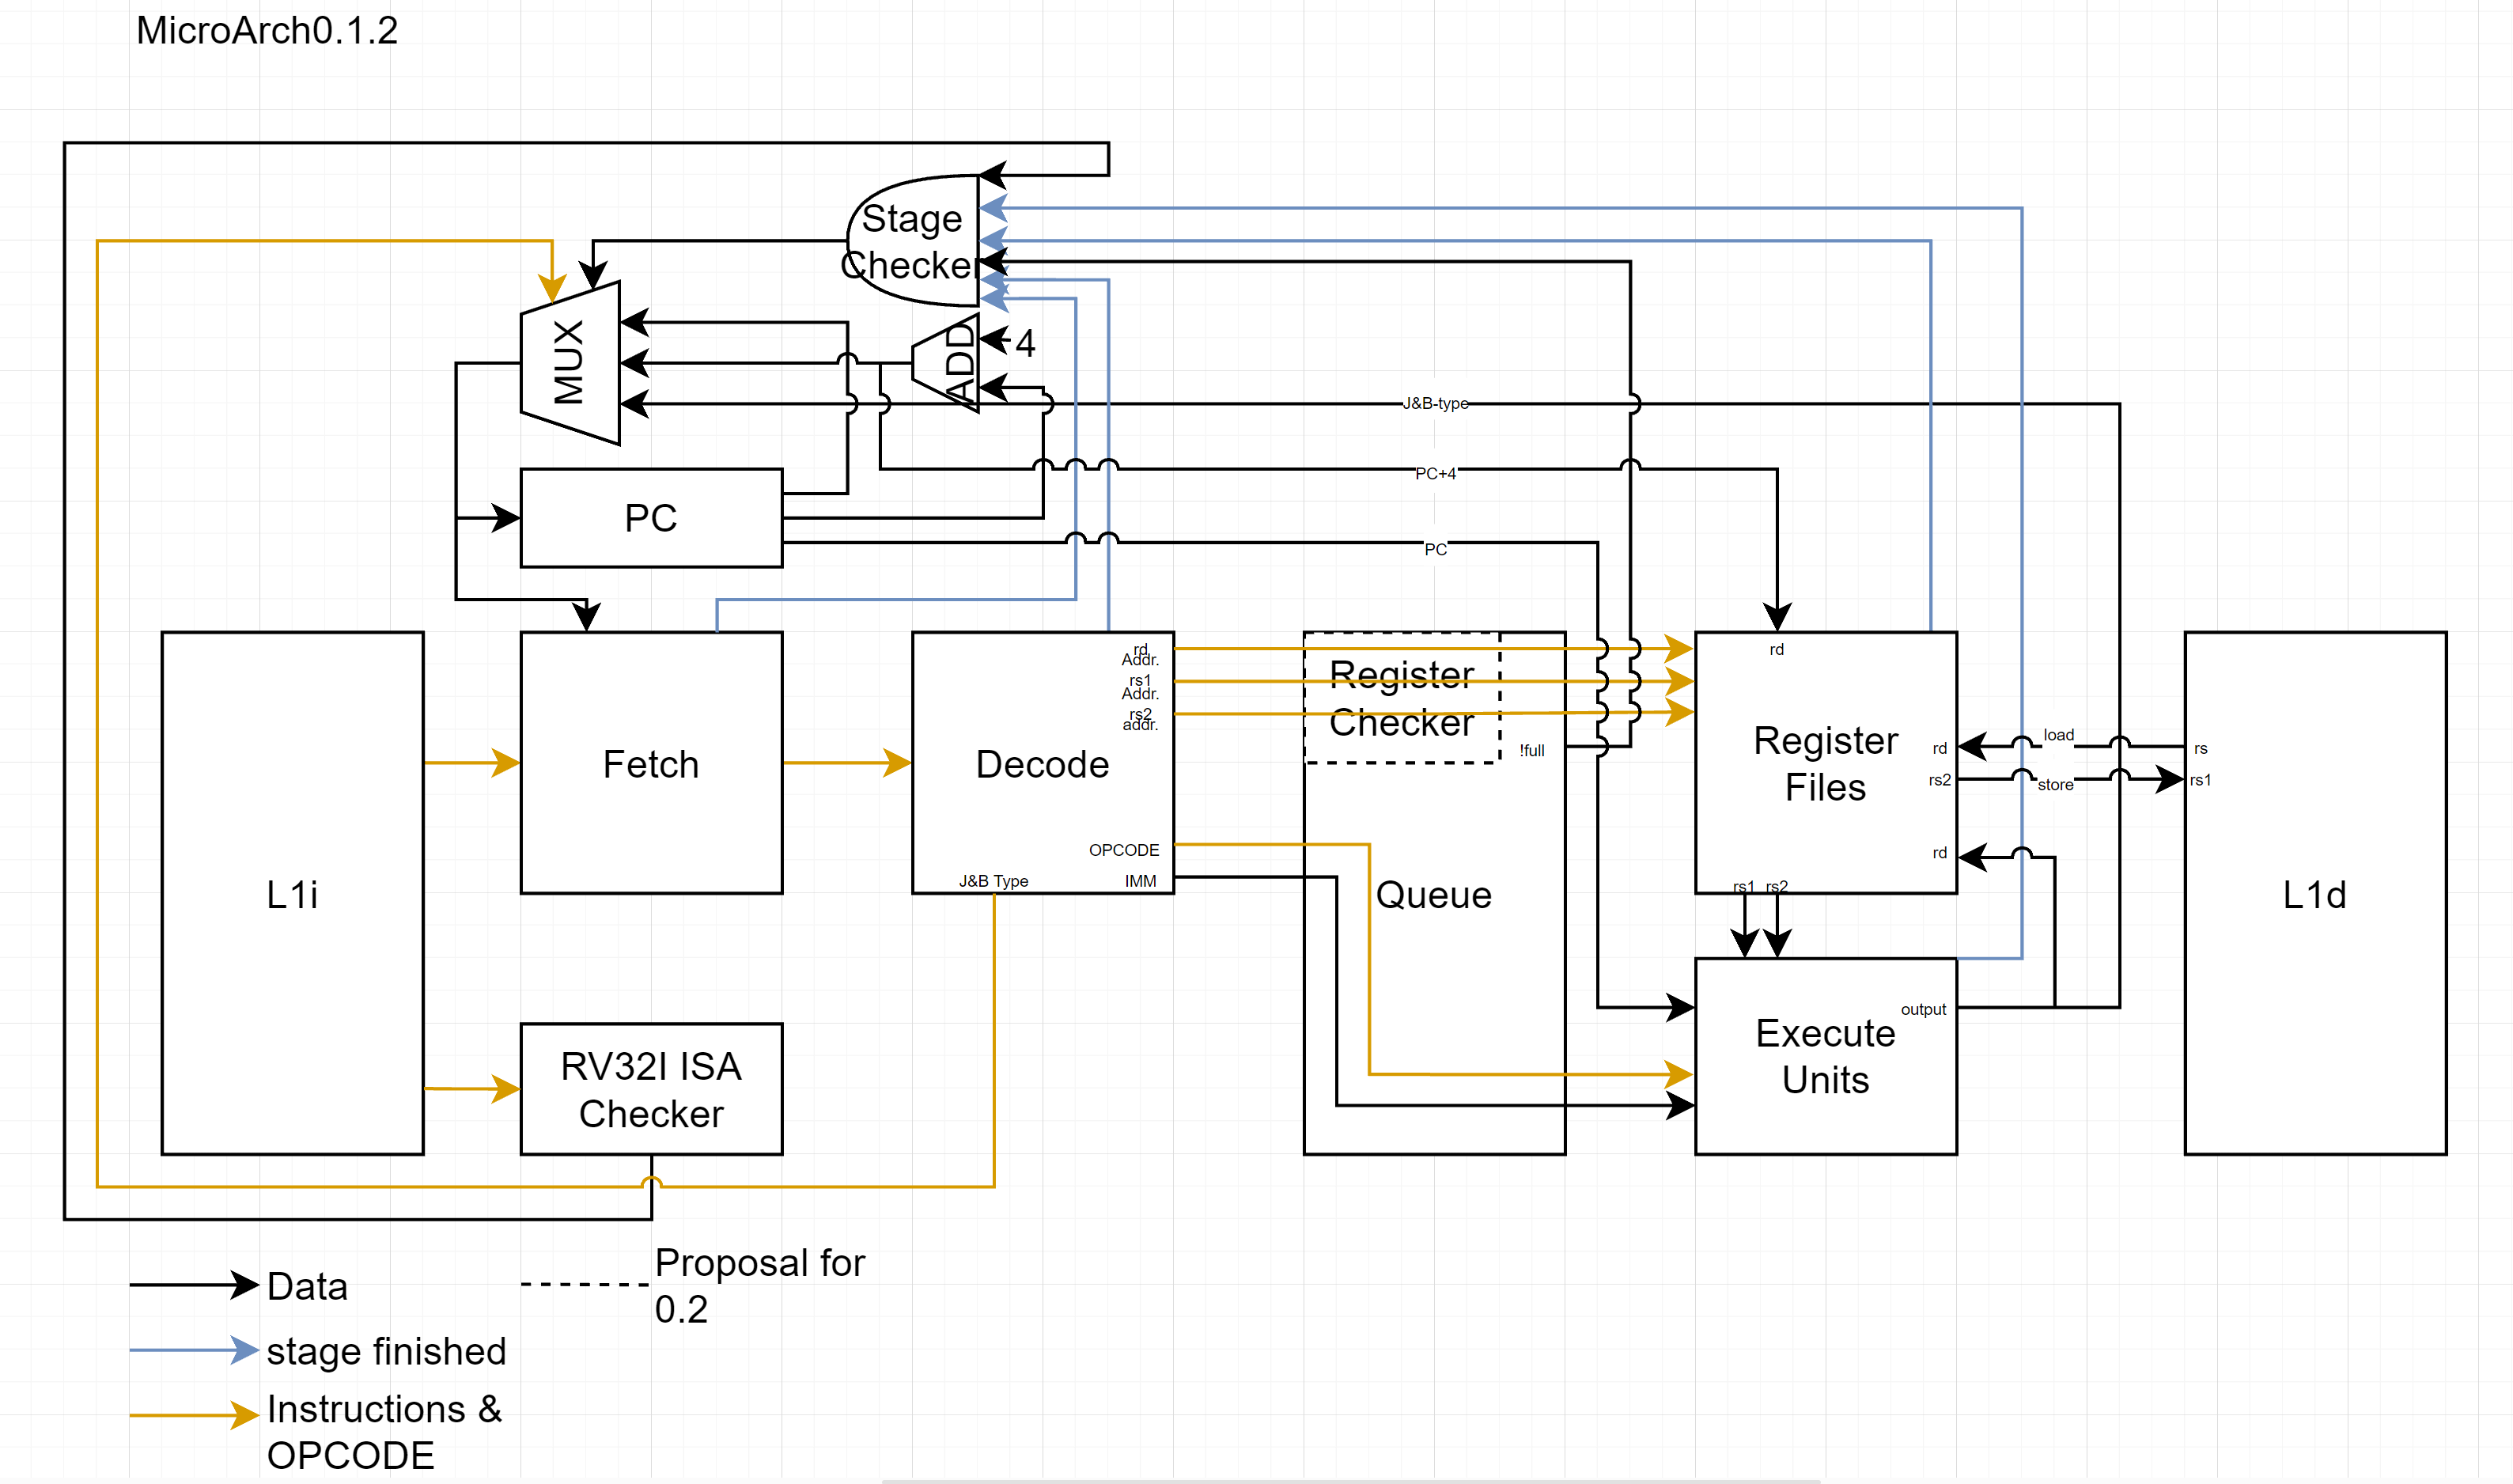 MicroArch0.1.2
Stage
Checker
MUX
ADD
4
J&B-type
PC+4
PC
PC
L1i
Fetch
Decode
rd
Addr.
rs1
Addr.
rs2
addr.
OPCODE
IMM
J&B Type
Register
Checker
!full
Queue
rd
Register
Files
rd
rs2
rd
rs1
rs2
load
store
rs
rs1
L1d
Execute
Units
output
RV32I ISA
Checker
Data
stage finished
Instructions &
OPCODE
Proposal for
0.2